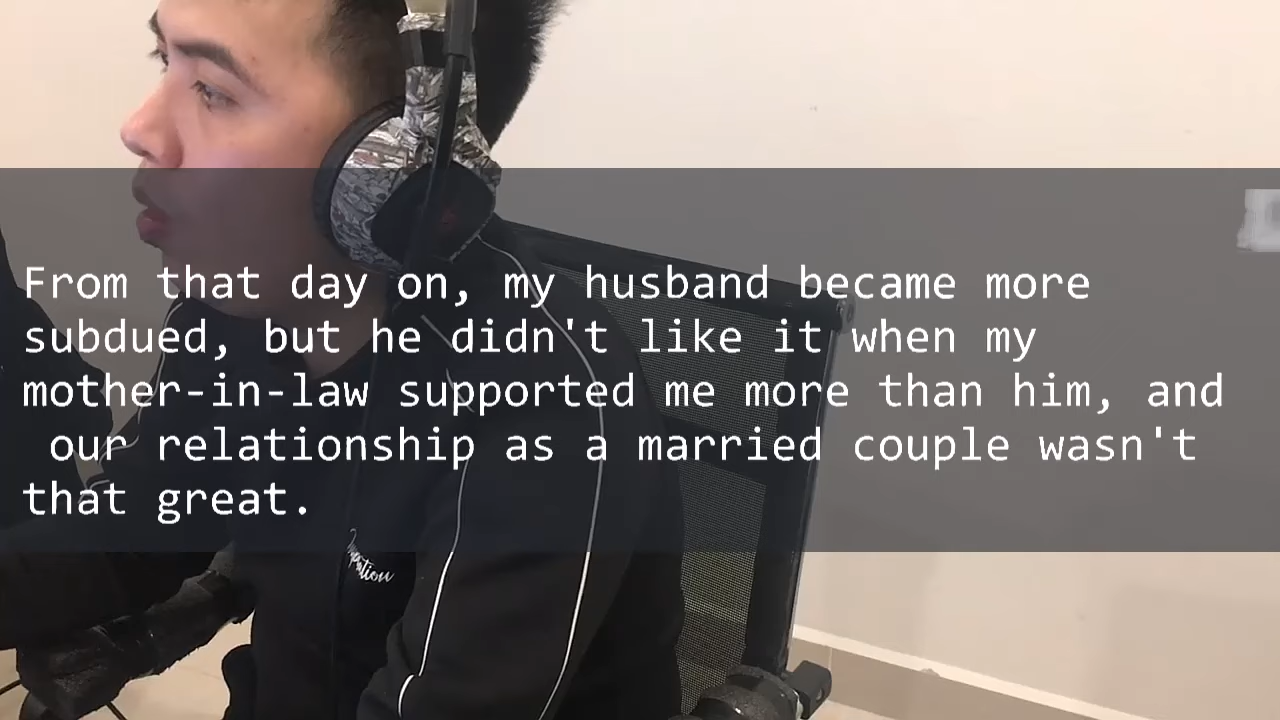 From that day on, my husband became more
subdued, but he didn't like it when my
mother-in-law supported me more than him, and
our relationship as a married couple wasn't
that great.